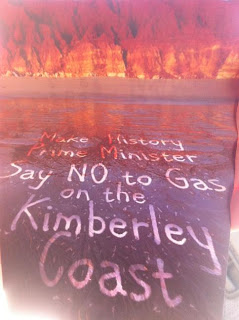 Make History
Prime Minister
Say NO to Gas
on the
Kimberley
Coast